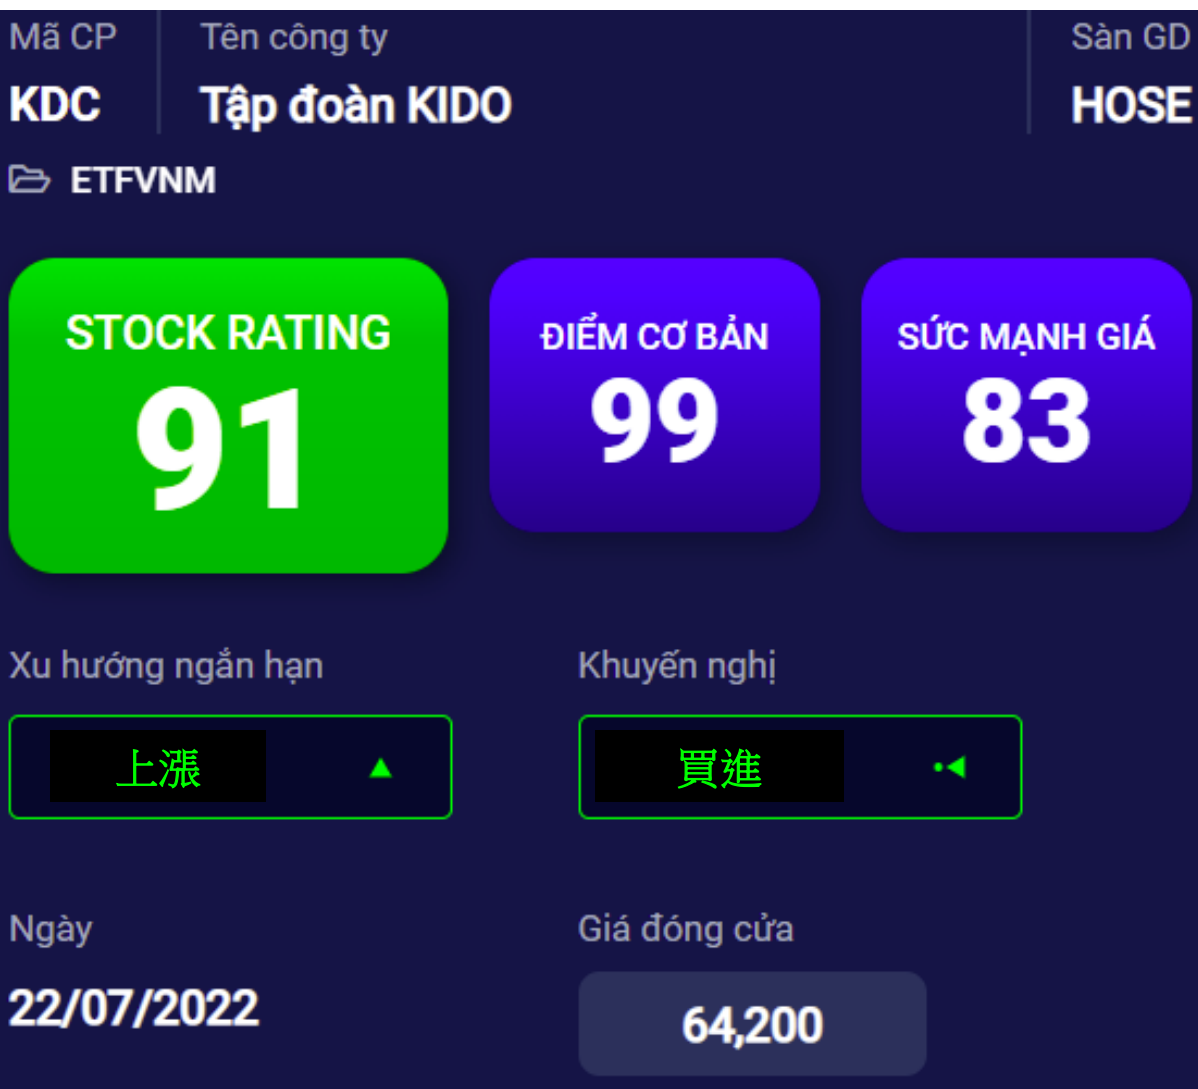 Mã CP Tên công ty Sàn GD
KDC Tập đoàn KIDO HOSE
ETFVNM
STOCK RATING ĐIỂM CƠ BẢN SỨC MẠNH GIÁ
91 99 83
Xu hướng ngắn hạn Khuyến nghị
上漲 買進
Ngày Giá đóng cửa
22/07/2022 64,200